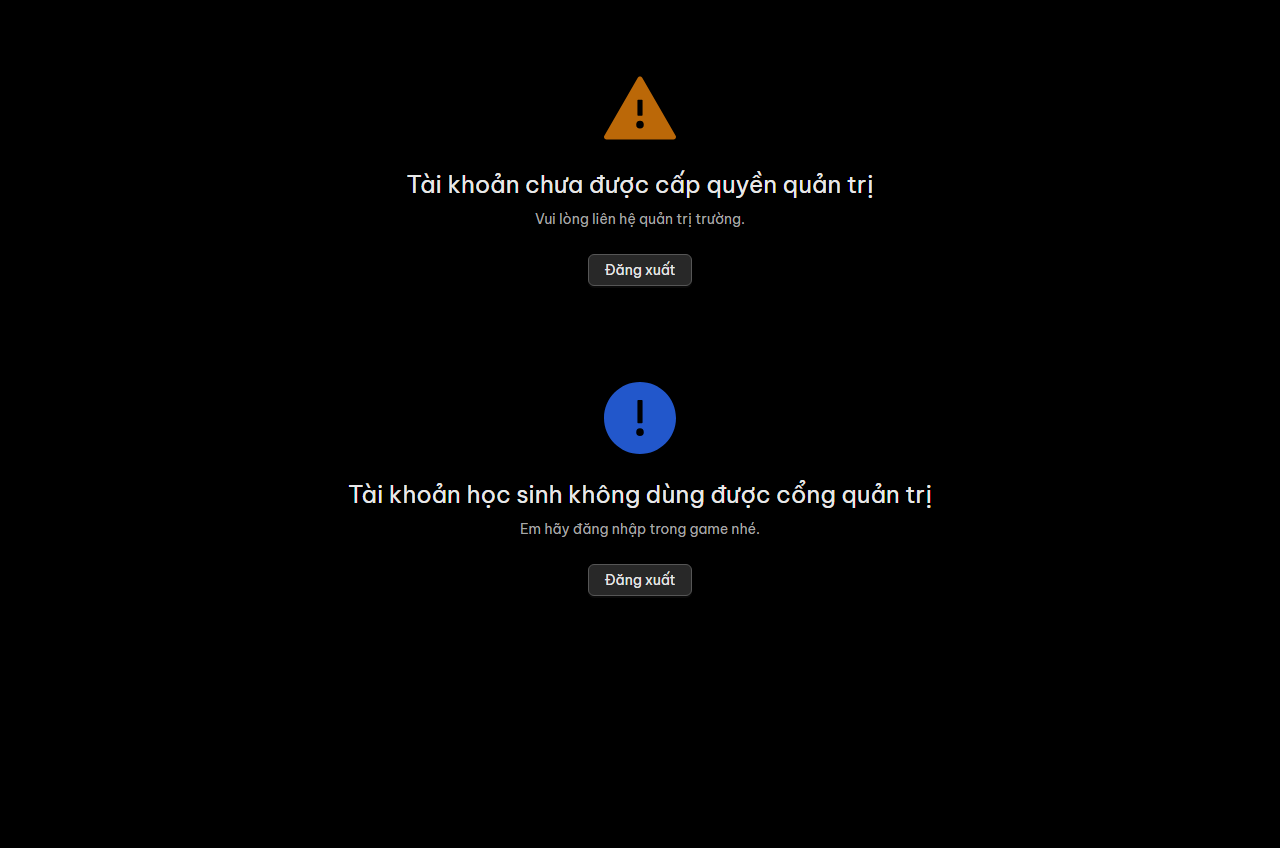 Tài khoản chưa được cấp quyền quản trị
Vui lòng liên hệ quản trị trường.
Đăng xuất
Tài khoản học sinh không dùng được cổng quản trị
Em hãy đăng nhập trong game nhé.
Đăng xuất